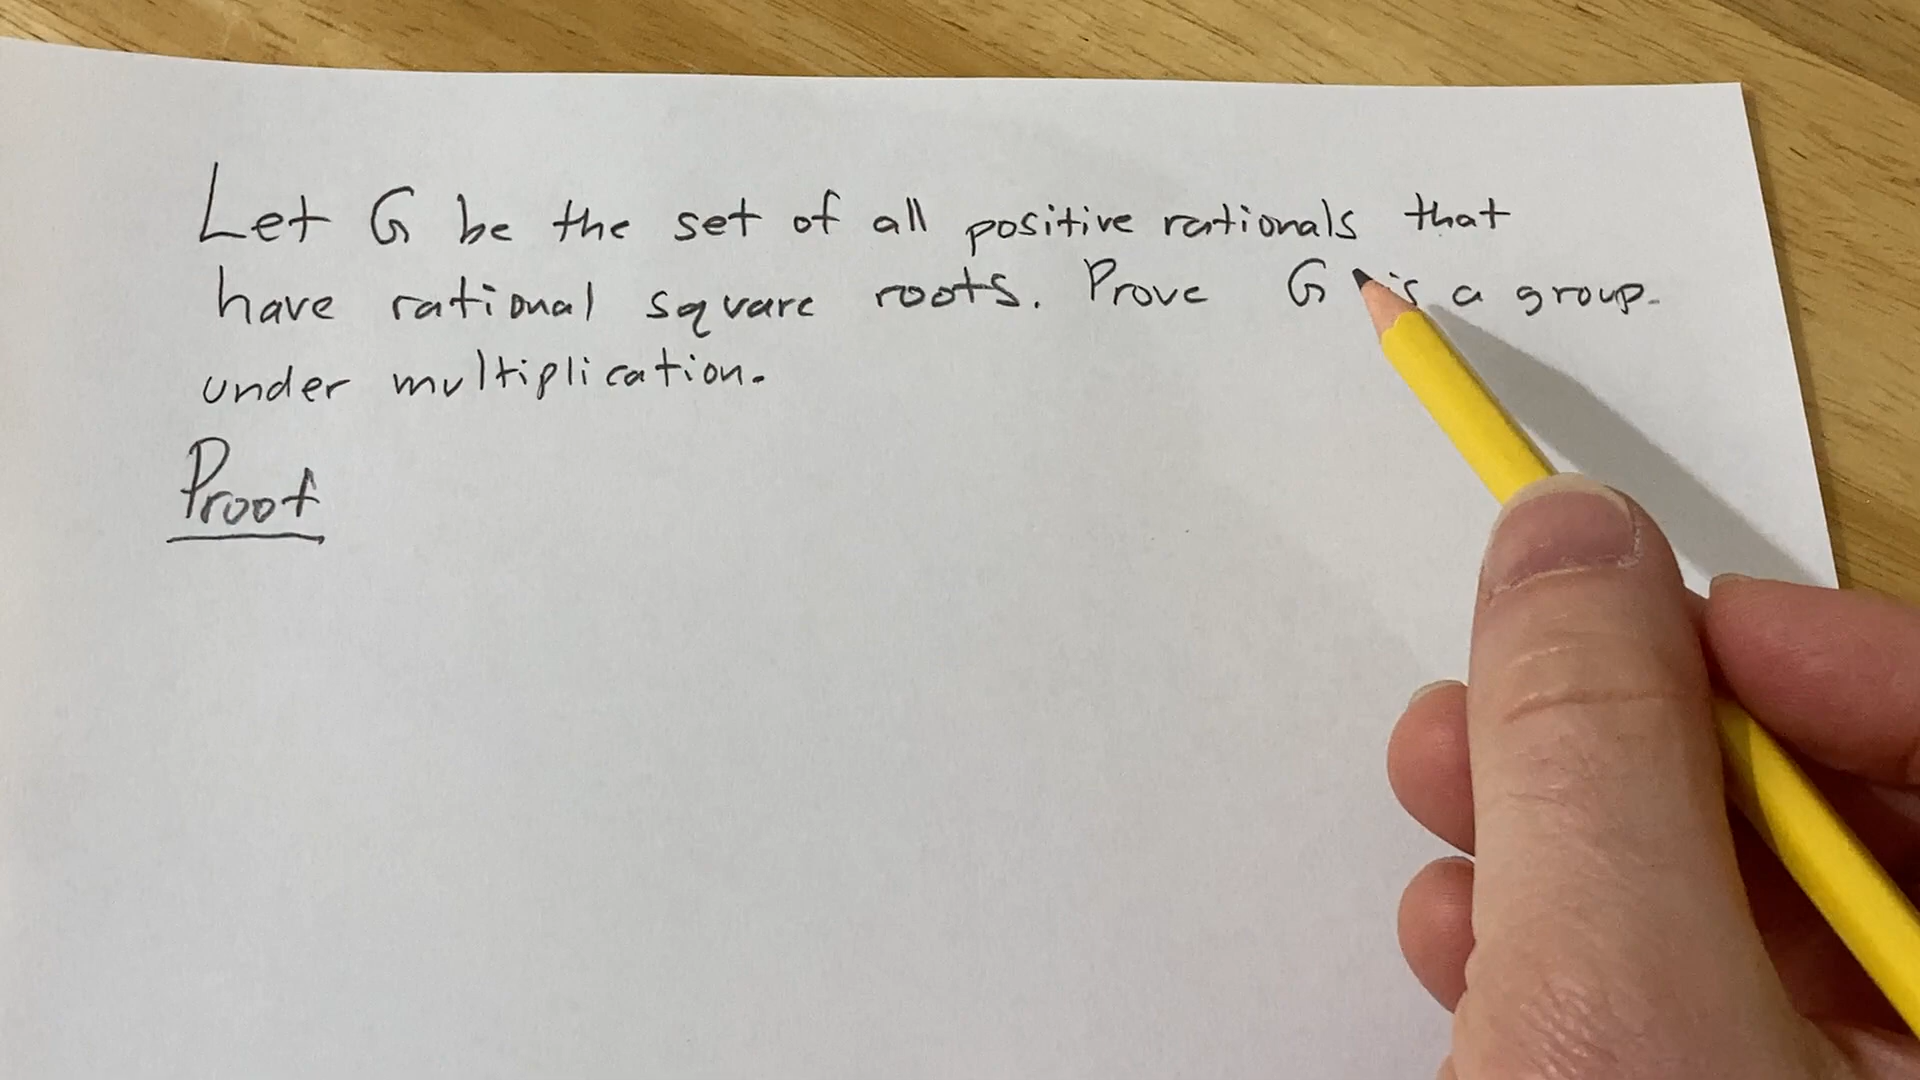 Let G be the set of all positive rationals that
have rational square roots. Prove G is a group
under multiplication.
Proof